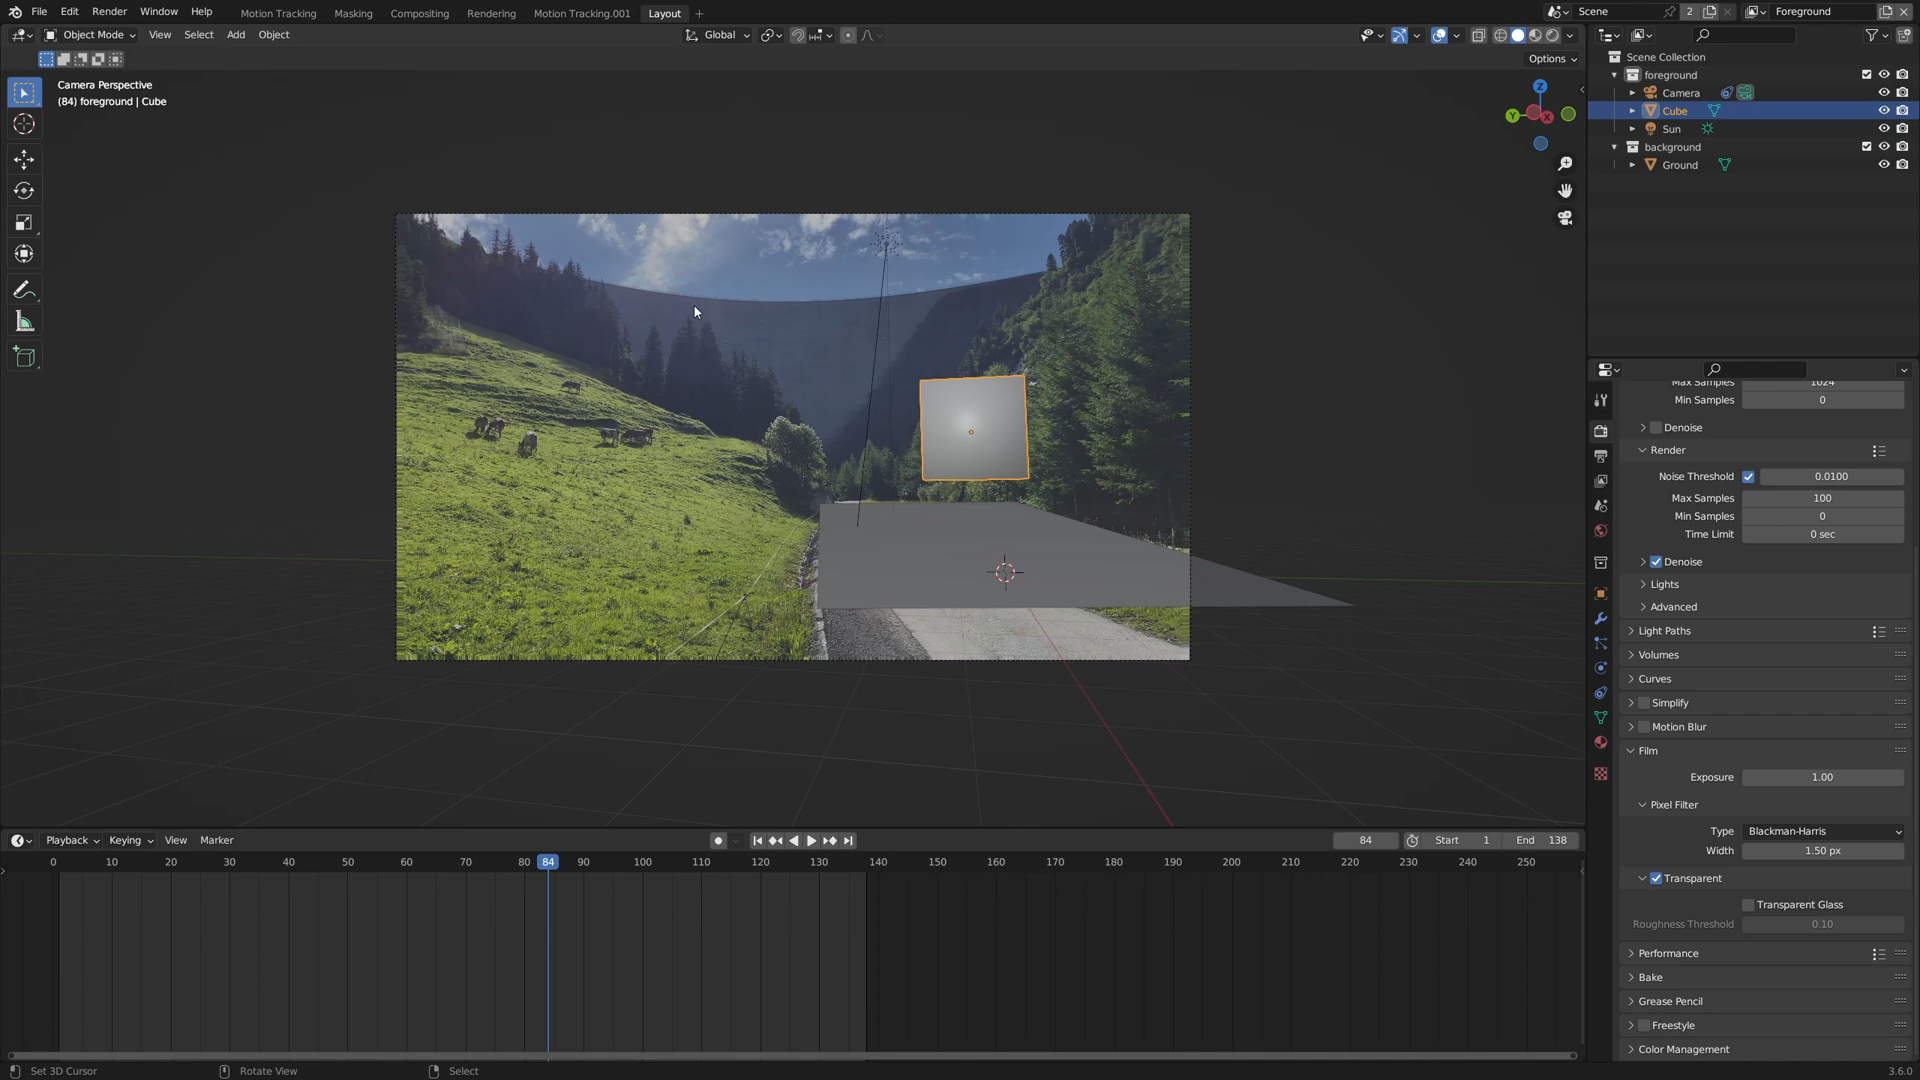 File Edit Render Window Help Motion Tracking Masking Compositing Rendering Motion Tracking.001 Layout + Scene 2 Foreground
Object Mode View Select Add Object Global
Options
Camera Perspective
(84) foreground | Cube
Z
Y
X
Scene Collection
foreground
Camera
Cube
Sun
background
Ground
Max Samples 1024
Min Samples 0
Denoise
Render
Noise Threshold 0.0100
Max Samples 100
Min Samples 0
Time Limit 0 sec
Denoise
Lights
Advanced
Light Paths
Volumes
Curves
Simplify
Motion Blur
Film
Exposure 1.00
Pixel Filter
Type Blackman-Harris
Width 1.50 px
Transparent
Transparent Glass
Roughness Threshold 0.10
Performance
Bake
Grease Pencil
Freestyle
Color Management
Playback Keying View Marker 84 Start 1 End 138
0 10 20 30 40 50 60 70 80 84 90 100 110 120 130 140 150 160 170 180 190 200 210 220 230 240 250
Set 3D Cursor Rotate View Select 3.6.0